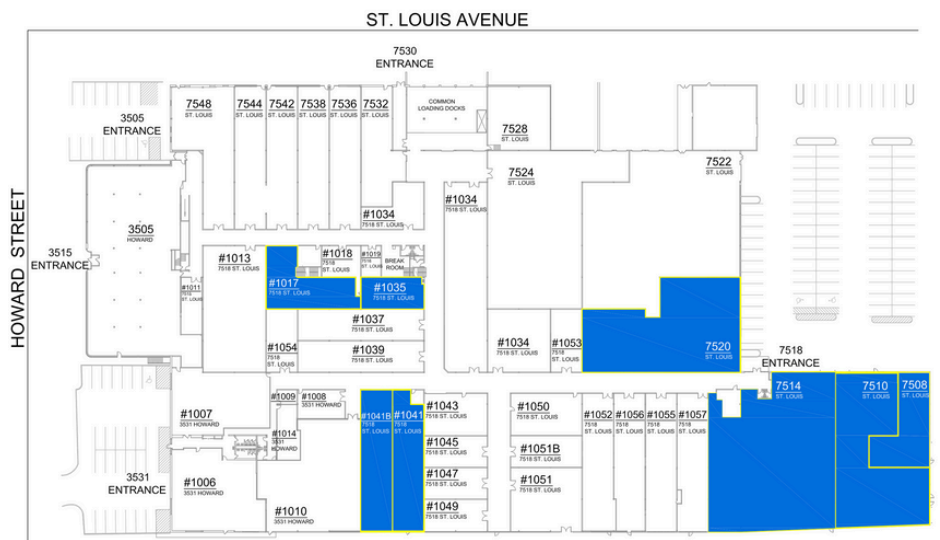 ST. LOUIS AVENUE
HOWARD STREET
7530
ENTRANCE
3505
ENTRANCE
7548
ST. LOUIS
7544
ST. LOUIS
7542
ST. LOUIS
7538
ST. LOUIS
7536
ST. LOUIS
7532
ST. LOUIS
COMMON
LOADING DOCKS
7528
ST. LOUIS
7524
ST. LOUIS
7522
ST. LOUIS
#1034
7518 ST. LOUIS
#1034
7518 ST. LOUIS
3505
HOWARD
3515
ENTRANCE
#1013
7518 ST. LOUIS
#1018
7518
ST. LOUIS
#1019
7518
ST. LOUIS
BREAK
ROOM
#1011
7518
ST. LOUIS
#1017
7518 ST. LOUIS
#1035
7518 ST. LOUIS
#1037
7518 ST. LOUIS
#1054
7518
ST. LOUIS
#1039
7518 ST. LOUIS
#1034
7518 ST. LOUIS
#1053
7518
ST. LOUIS
7520
ST. LOUIS
7518
ENTRANCE
7514
ST. LOUIS
7510
ST. LOUIS
7508
ST. LOUIS
#1007
3531 HOWARD
#1009
#1008
3531 HOWARD
#1014
3531
HOWARD
#1041B
7518
ST. LOUIS
#1041
7518
ST. LOUIS
#1043
7518 ST. LOUIS
#1050
7518 ST. LOUIS
#1052
7518 ST. LOUIS
#1056
7518 ST. LOUIS
#1055
7518 ST. LOUIS
#1057
7518 ST. LOUIS
#1045
7518 ST. LOUIS
#1051B
7518 ST. LOUIS
3531
ENTRANCE
#1006
3531 HOWARD
#1047
7518 ST. LOUIS
#1051
7518 ST. LOUIS
#1010
3531 HOWARD
#1049
7518 ST. LOUIS